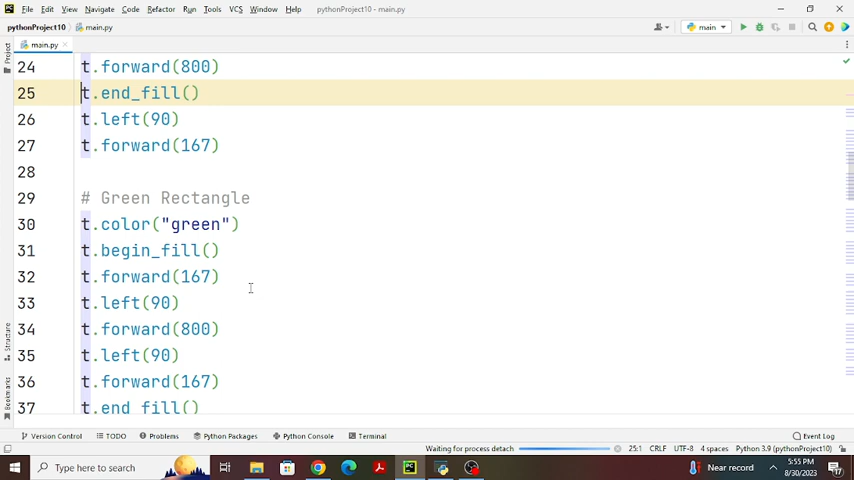 PC File Edit View Navigate Code Refactor Run Tools VCS Window Help pythonProject10 - main.py
pythonProject10 main.py main
Project main.py
24 t.forward(800)
25 t.end_fill()
26 t.left(90)
27 t.forward(167)
28
29 # Green Rectangle
30 t.color("green")
31 t.begin_fill()
32 t.forward(167)
33 t.left(90)
34 t.forward(800)
35 t.left(90)
36 t.forward(167)
37 t.end_fill()
Structure
Bookmarks
Version Control TODO Problems Python Packages Python Console Terminal Event Log
Waiting for process detach 25:1 CRLF UTF-8 4 spaces Python 3.9 (pythonProject10)
Type here to search PC Near record 5:55 PM
8/30/2023 17